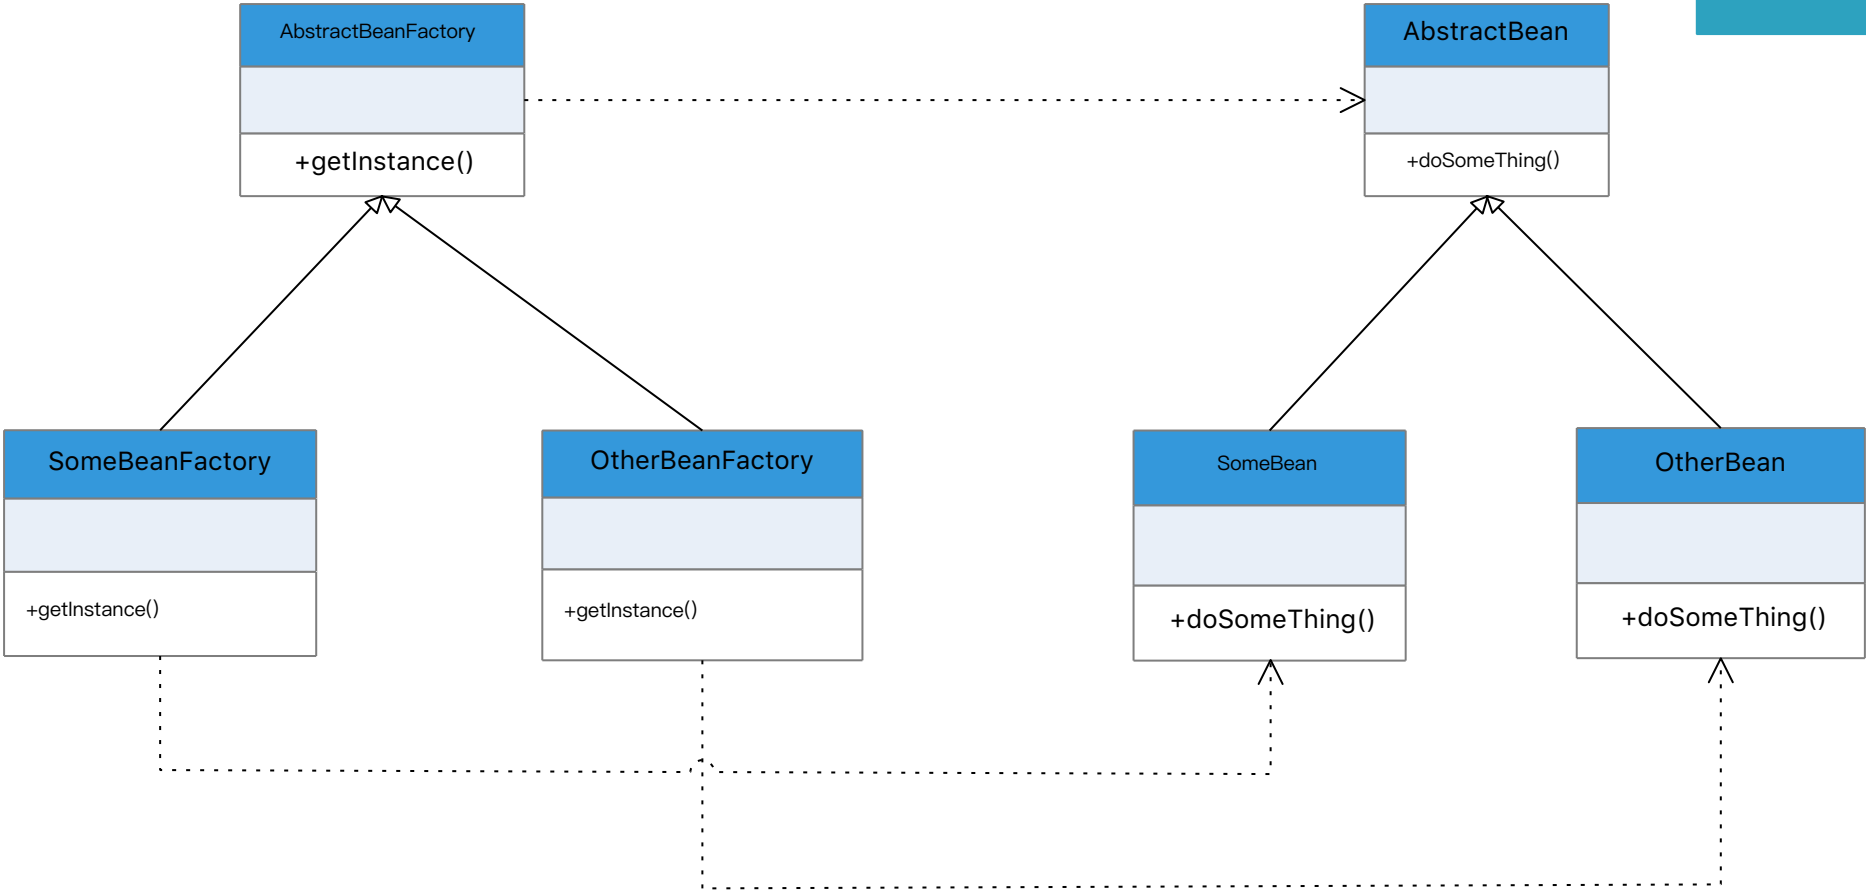 AbstractBeanFactory
AbstractBean
+getInstance()
+doSomeThing()
SomeBeanFactory
OtherBeanFactory
SomeBean
OtherBean
+getInstance()
+getInstance()
+doSomeThing()
+doSomeThing()